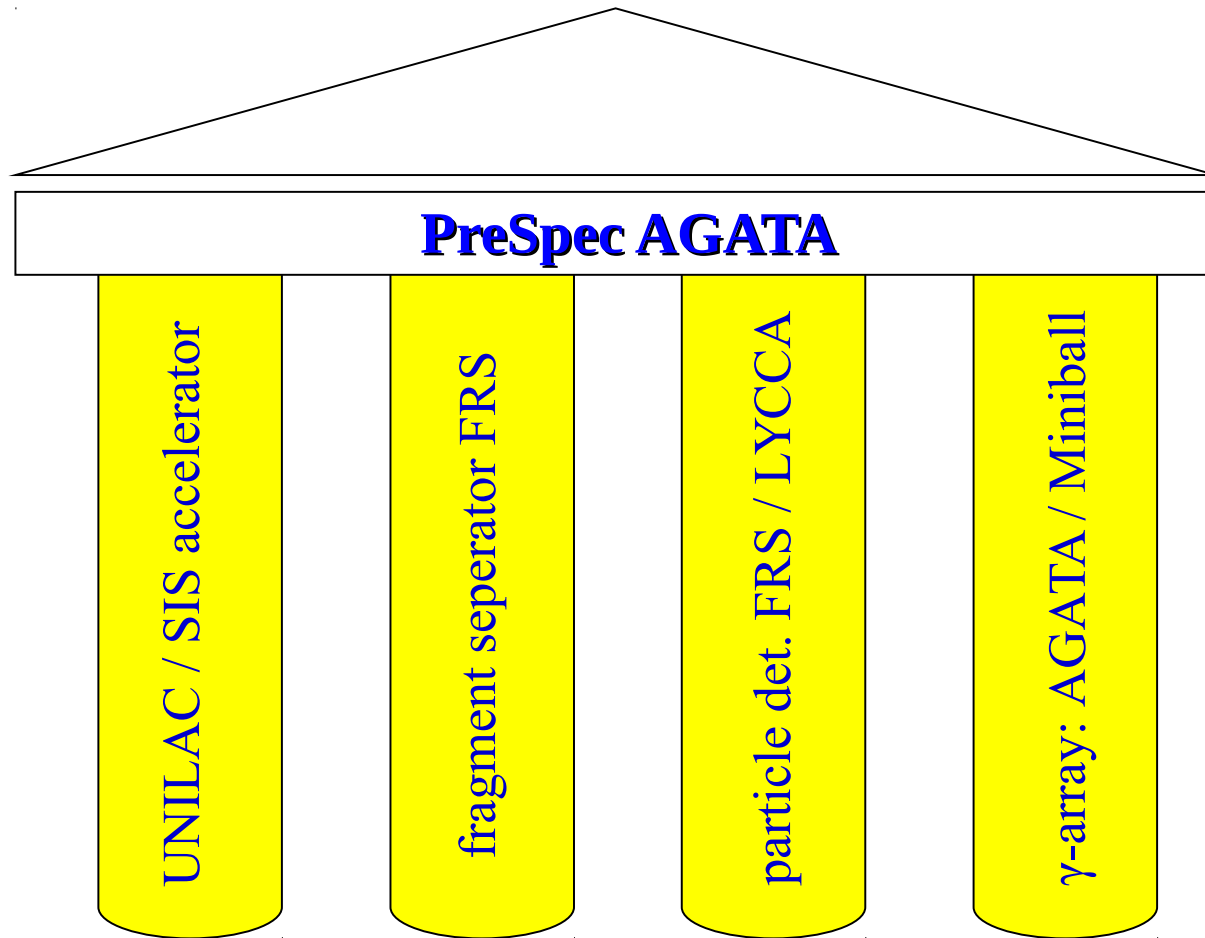 PreSpec AGATA
UNILAC / SIS accelerator
fragment seperator FRS
particle det. FRS / LYCCA
γ-array: AGATA / Miniball